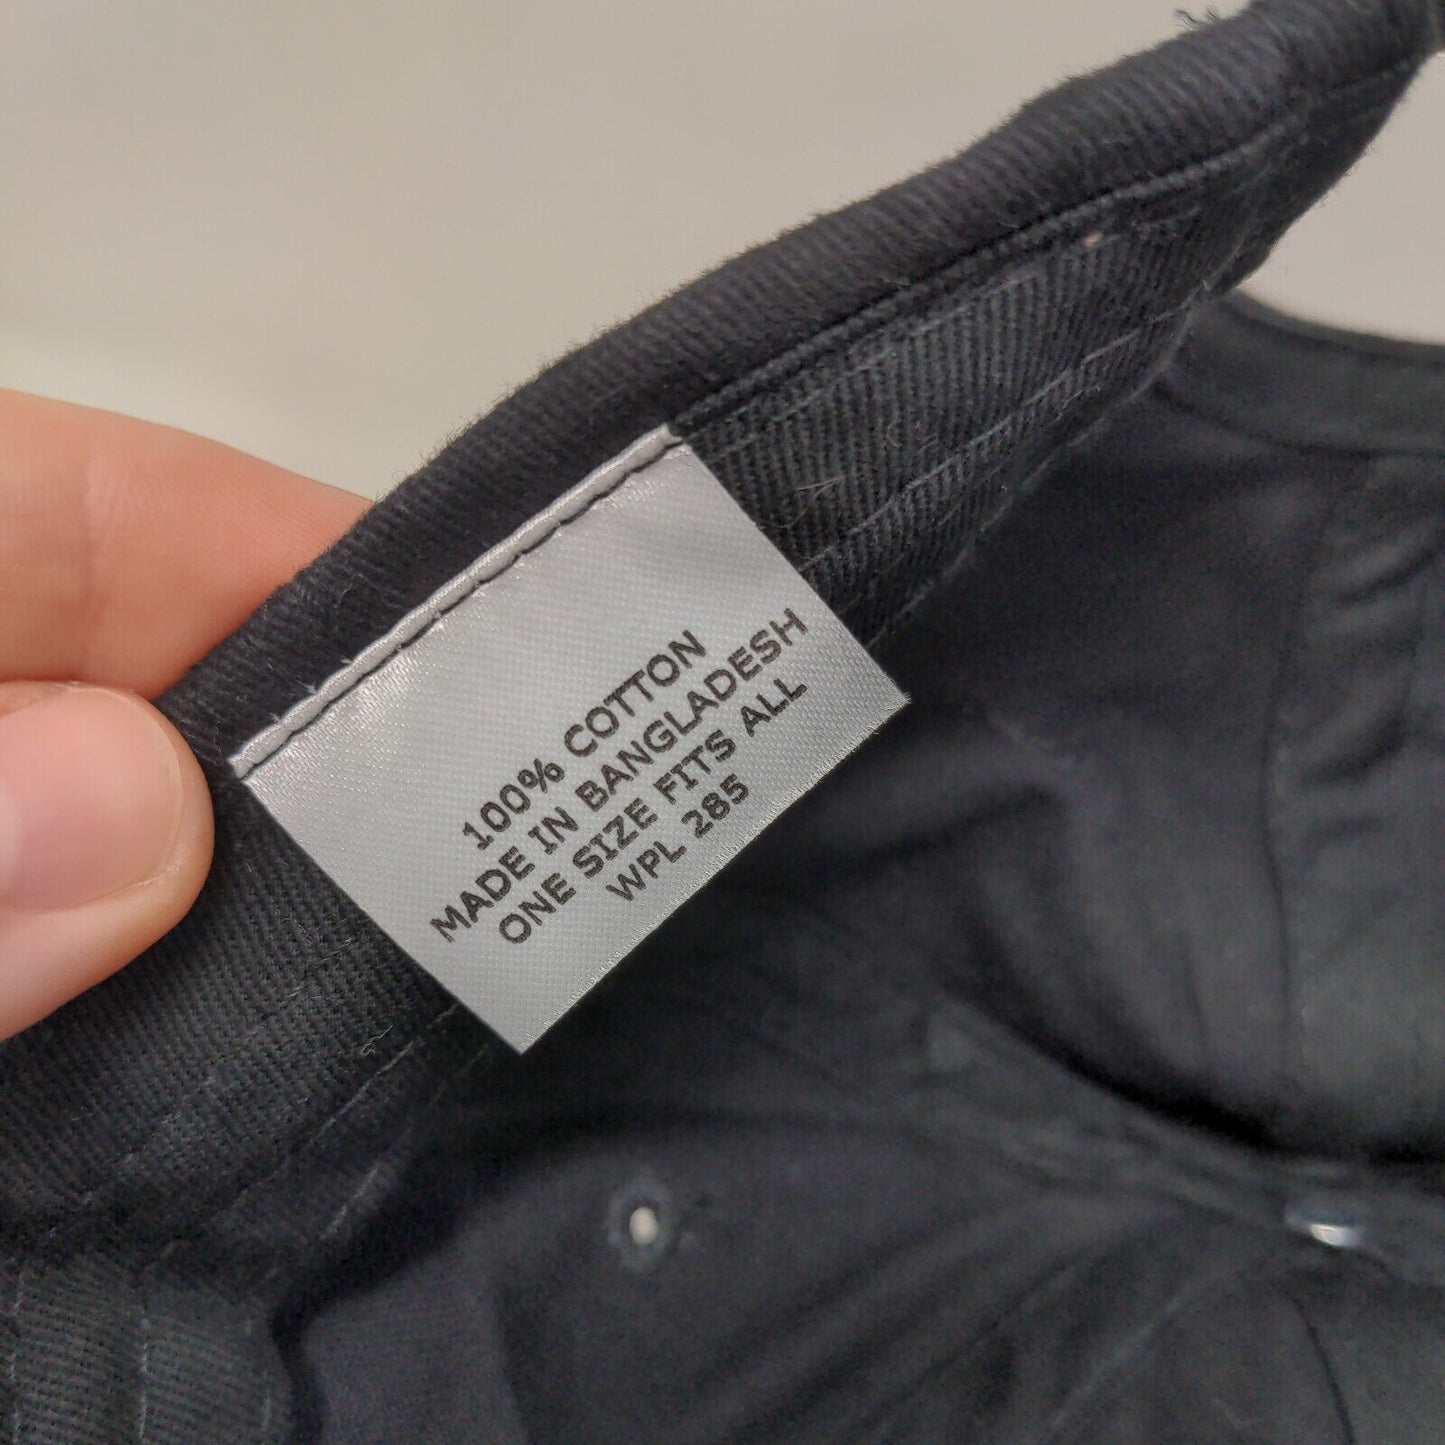 100% COTTON
MADE IN BANGLADESH
ONE SIZE FITS ALL
WPL 285